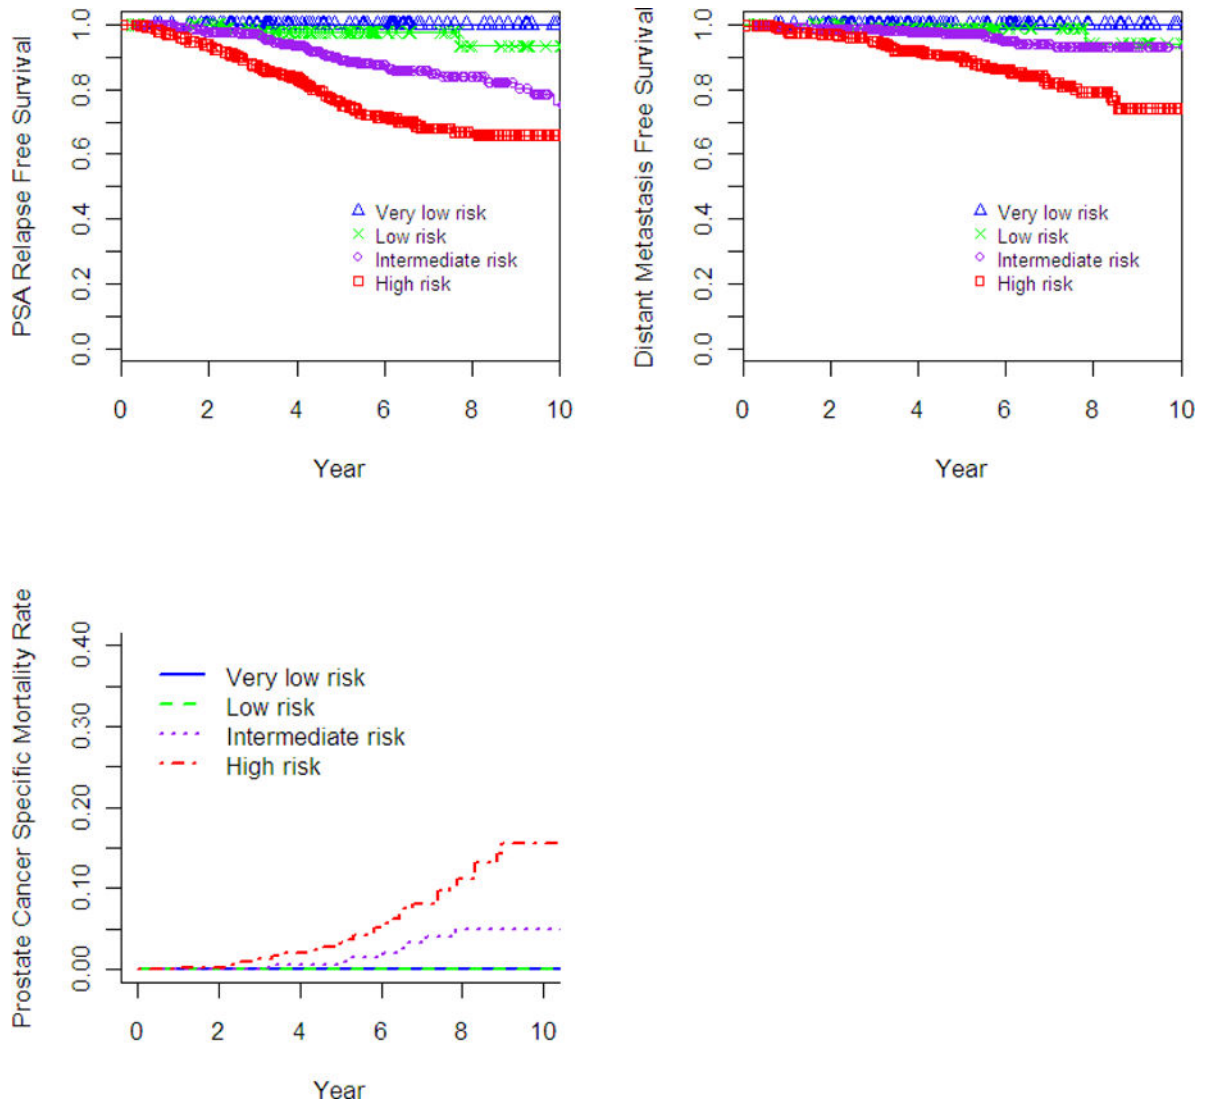 PSA Relapse Free Survival
1.0
0.8
0.6
0.4
0.2
0.0
Very low risk
Low risk
Intermediate risk
High risk
0 2 4 6 8 10
Year
Distant Metastasis Free Survival
1.0
0.8
0.6
0.4
0.2
0.0
Very low risk
Low risk
Intermediate risk
High risk
0 2 4 6 8 10
Year
Prostate Cancer Specific Mortality Rate
0.40
0.30
0.20
0.10
0.00
Very low risk
Low risk
Intermediate risk
High risk
0 2 4 6 8 10
Year